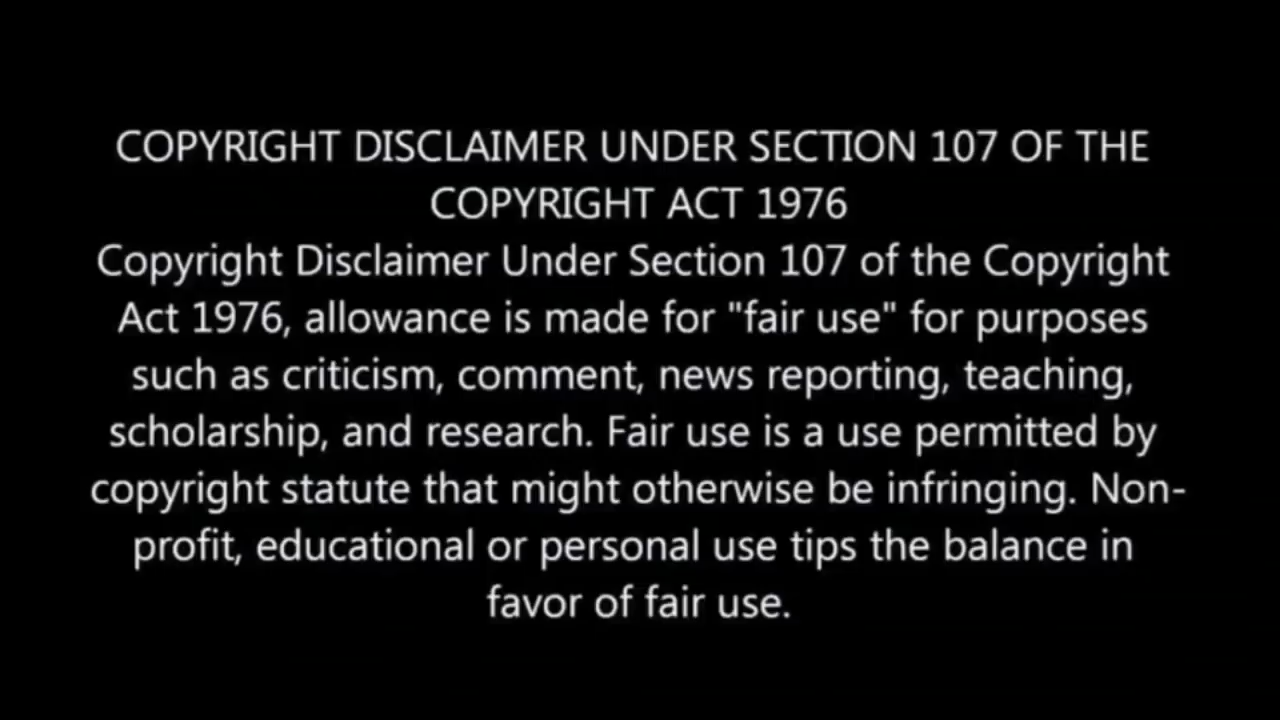 COPYRIGHT DISCLAIMER UNDER SECTION 107 OF THE
COPYRIGHT ACT 1976
Copyright Disclaimer Under Section 107 of the Copyright
Act 1976, allowance is made for "fair use" for purposes
such as criticism, comment, news reporting, teaching,
scholarship, and research. Fair use is a use permitted by
copyright statute that might otherwise be infringing. Non-
profit, educational or personal use tips the balance in
favor of fair use.